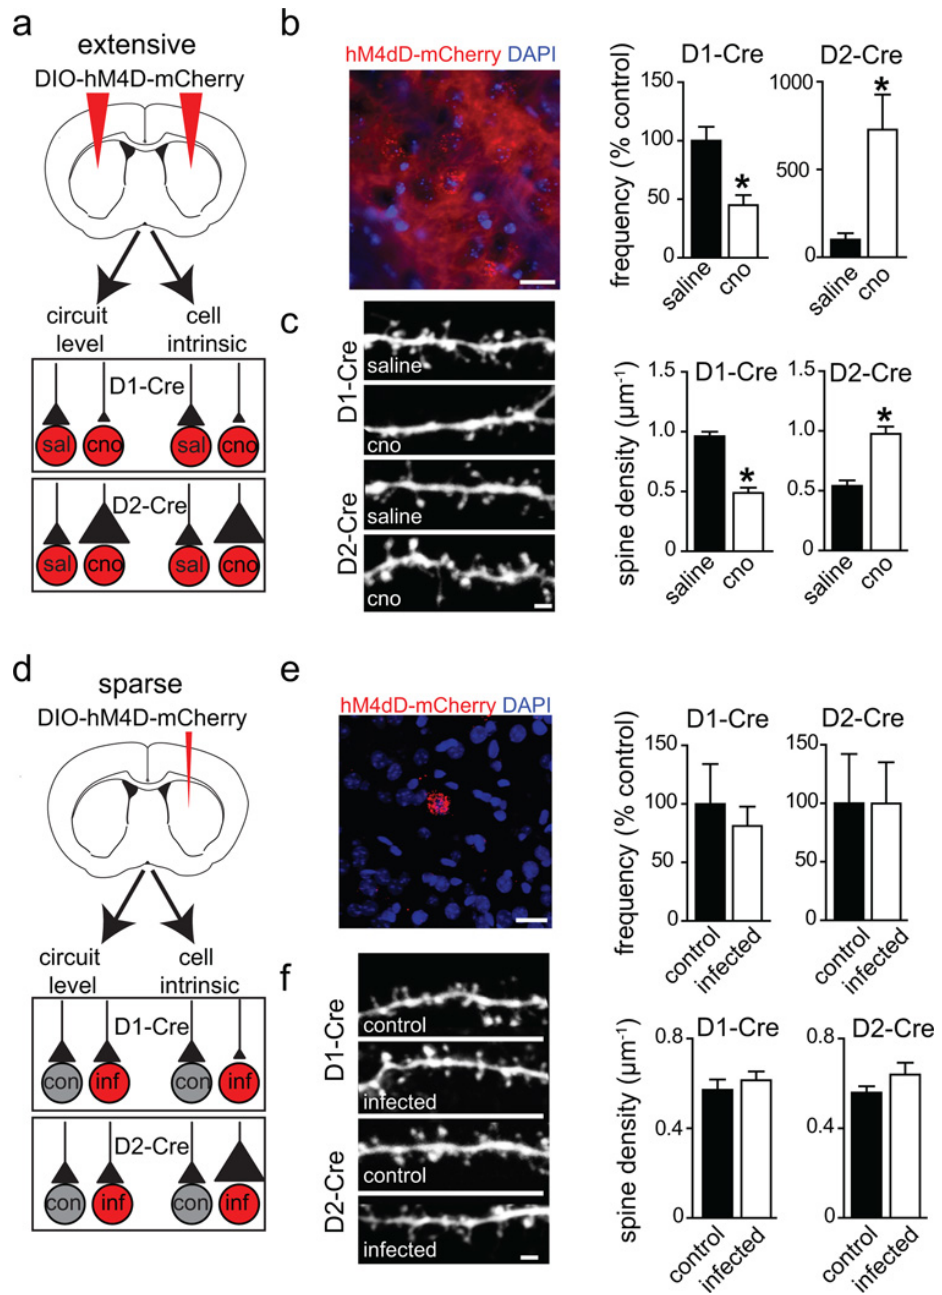 a
extensive
DIO-hM4D-mCherry
circuit level
cell intrinsic
D1-Cre
sal cno sal cno
D2-Cre
sal cno sal cno
b
hM4dD-mCherry DAPI
frequency (% control)
D1-Cre
150
100
50
0
saline
cno
*
D2-Cre
1000
500
0
saline
cno
*
c
D1-Cre
saline
cno
D2-Cre
saline
cno
spine density (µm⁻¹)
D1-Cre
1.5
1.0
0.5
0
saline
cno
*
D2-Cre
1.5
1.0
0.5
0
saline
cno
*
d
sparse
DIO-hM4D-mCherry
circuit level
cell intrinsic
D1-Cre
con inf con inf
D2-Cre
con inf con inf
e
hM4dD-mCherry DAPI
frequency (% control)
D1-Cre
150
100
50
0
control
infected
D2-Cre
150
100
50
0
control
infected
f
D1-Cre
control
infected
D2-Cre
control
infected
spine density (µm⁻¹)
D1-Cre
0.8
0.4
0
control
infected
D2-Cre
0.8
0.4
0
control
infected